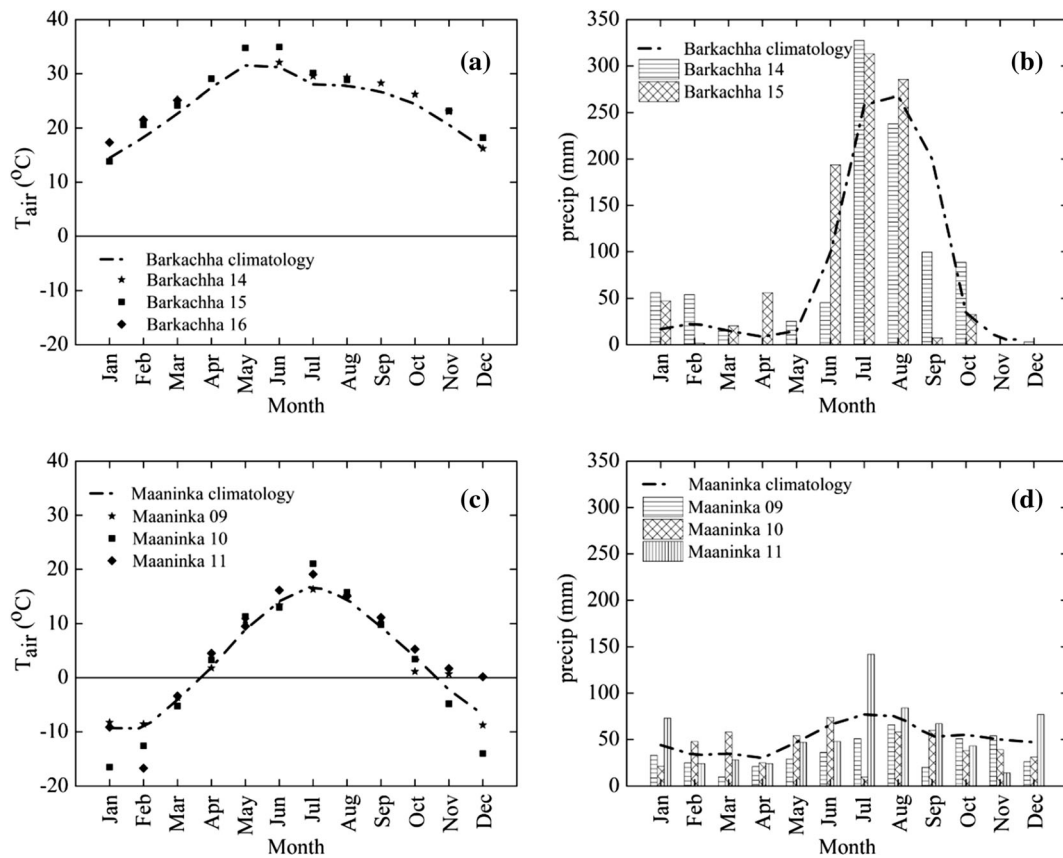 40
30
20
10
0
-10
-20
T_air (°C)
(a)
Barkachha climatology
Barkachha 14
Barkachha 15
Barkachha 16
Jan Feb Mar Apr May Jun Jul Aug Sep Oct Nov Dec
Month
350
300
250
200
150
100
50
0
precip (mm)
(b)
Barkachha climatology
Barkachha 14
Barkachha 15
Jan Feb Mar Apr May Jun Jul Aug Sep Oct Nov Dec
Month
40
30
20
10
0
-10
-20
T_air (°C)
(c)
Maaninka climatology
Maaninka 09
Maaninka 10
Maaninka 11
Jan Feb Mar Apr May Jun Jul Aug Sep Oct Nov Dec
Month
350
300
250
200
150
100
50
0
precip (mm)
(d)
Maaninka climatology
Maaninka 09
Maaninka 10
Maaninka 11
Jan Feb Mar Apr May Jun Jul Aug Sep Oct Nov Dec
Month